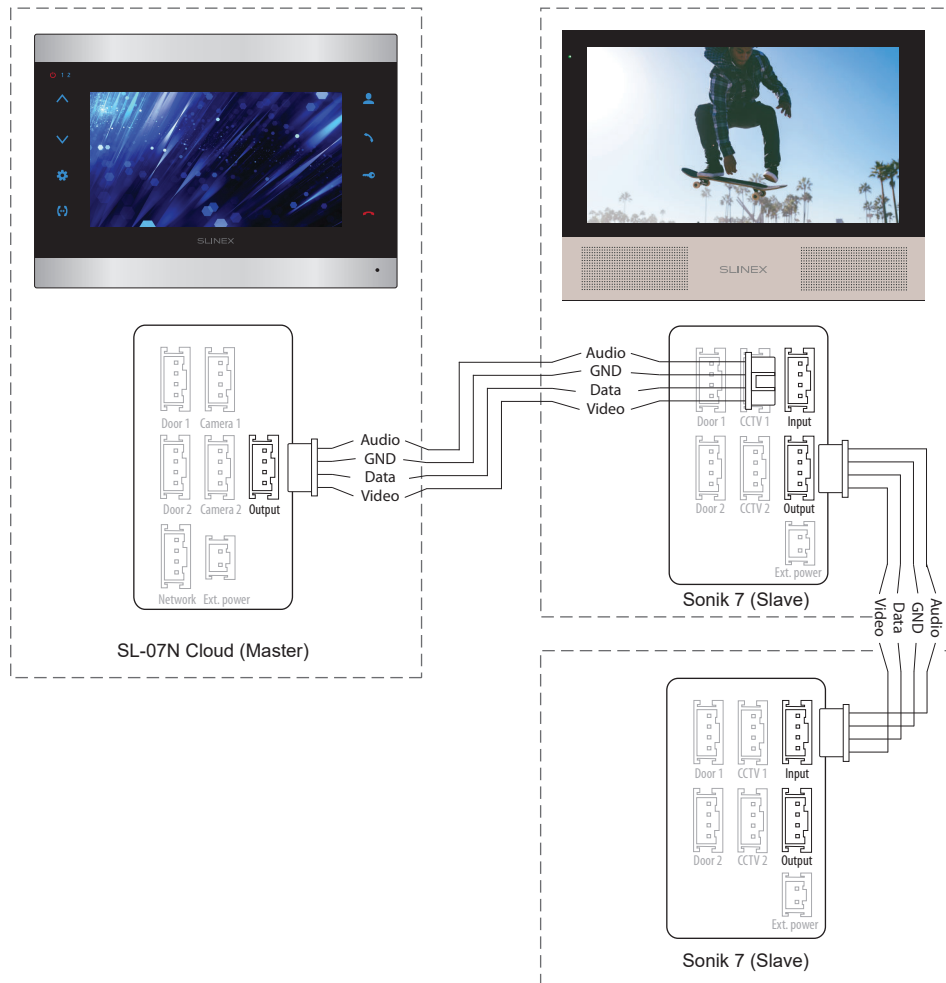 1 2
SLINEX
SLINEX
Door 1 Camera 1
Door 2 Camera 2 Output
Network Ext. power
Audio
GND
Data
Video
SL-07N Cloud (Master)
Audio
GND
Data
Video
Door 1 CCTV 1 Input
Door 2 CCTV 2 Output
Ext. power
Sonik 7 (Slave)
Video
Data
GND
Audio
Door 1 CCTV 1 Input
Door 2 CCTV 2 Output
Ext. power
Sonik 7 (Slave)